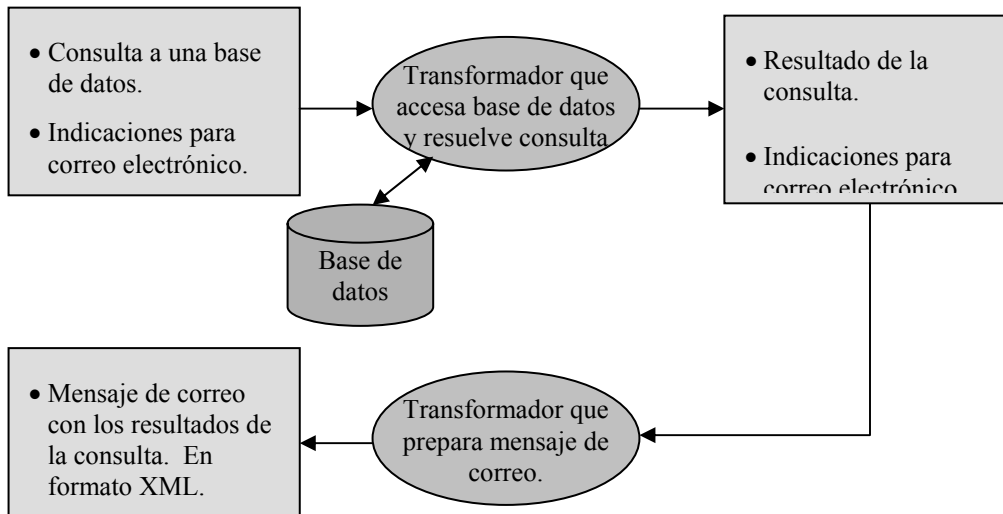 • Consulta a una base
de datos.
• Indicaciones para
correo electrónico.
Transformador que
accesa base de datos
y resuelve consulta
• Resultado de la
consulta.
• Indicaciones para
correo electrónico
Base de
datos
• Mensaje de correo
con los resultados de
la consulta. En
formato XML.
Transformador que
prepara mensaje de
correo.